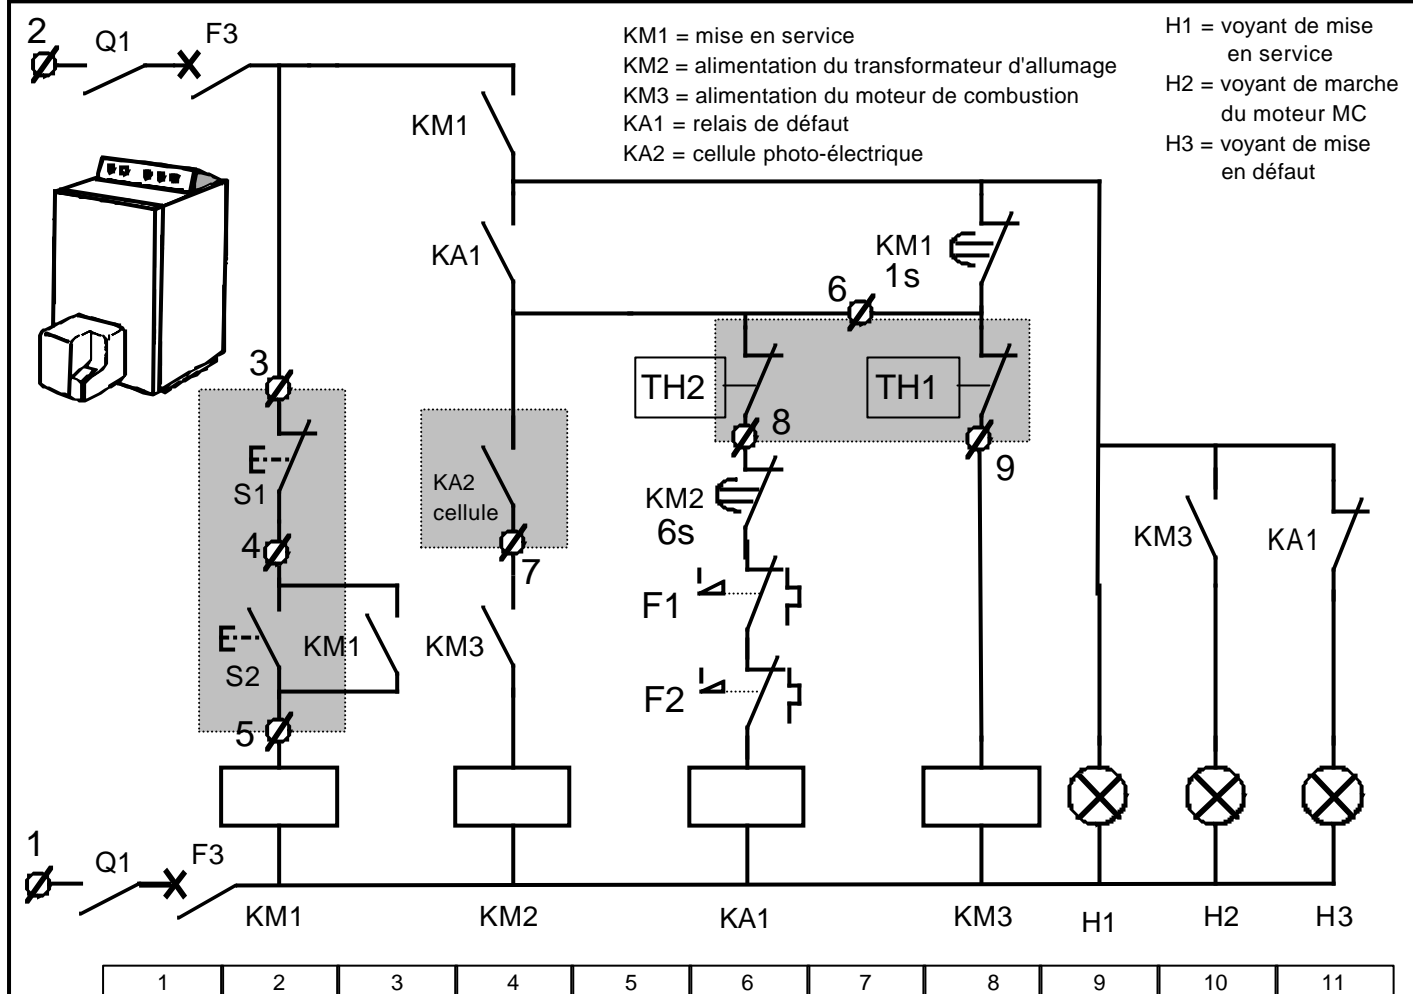 2
Q1
F3
KM1 = mise en service
KM2 = alimentation du transformateur d'allumage
KM3 = alimentation du moteur de combustion
KA1 = relais de défaut
KA2 = cellule photo-électrique
H1 = voyant de mise
en service
H2 = voyant de marche
du moteur MC
H3 = voyant de mise
en défaut
KM1
KA1
KM1
1s
6
3
TH2
TH1
8
9
S1
KA2
cellule
KM2
6s
4
7
KM3
KA1
F1
S2
KM1
KM3
F2
5
1
Q1
F3
KM1
KM2
KA1
KM3
H1
H2
H3
1 2 3 4 5 6 7 8 9 10 11